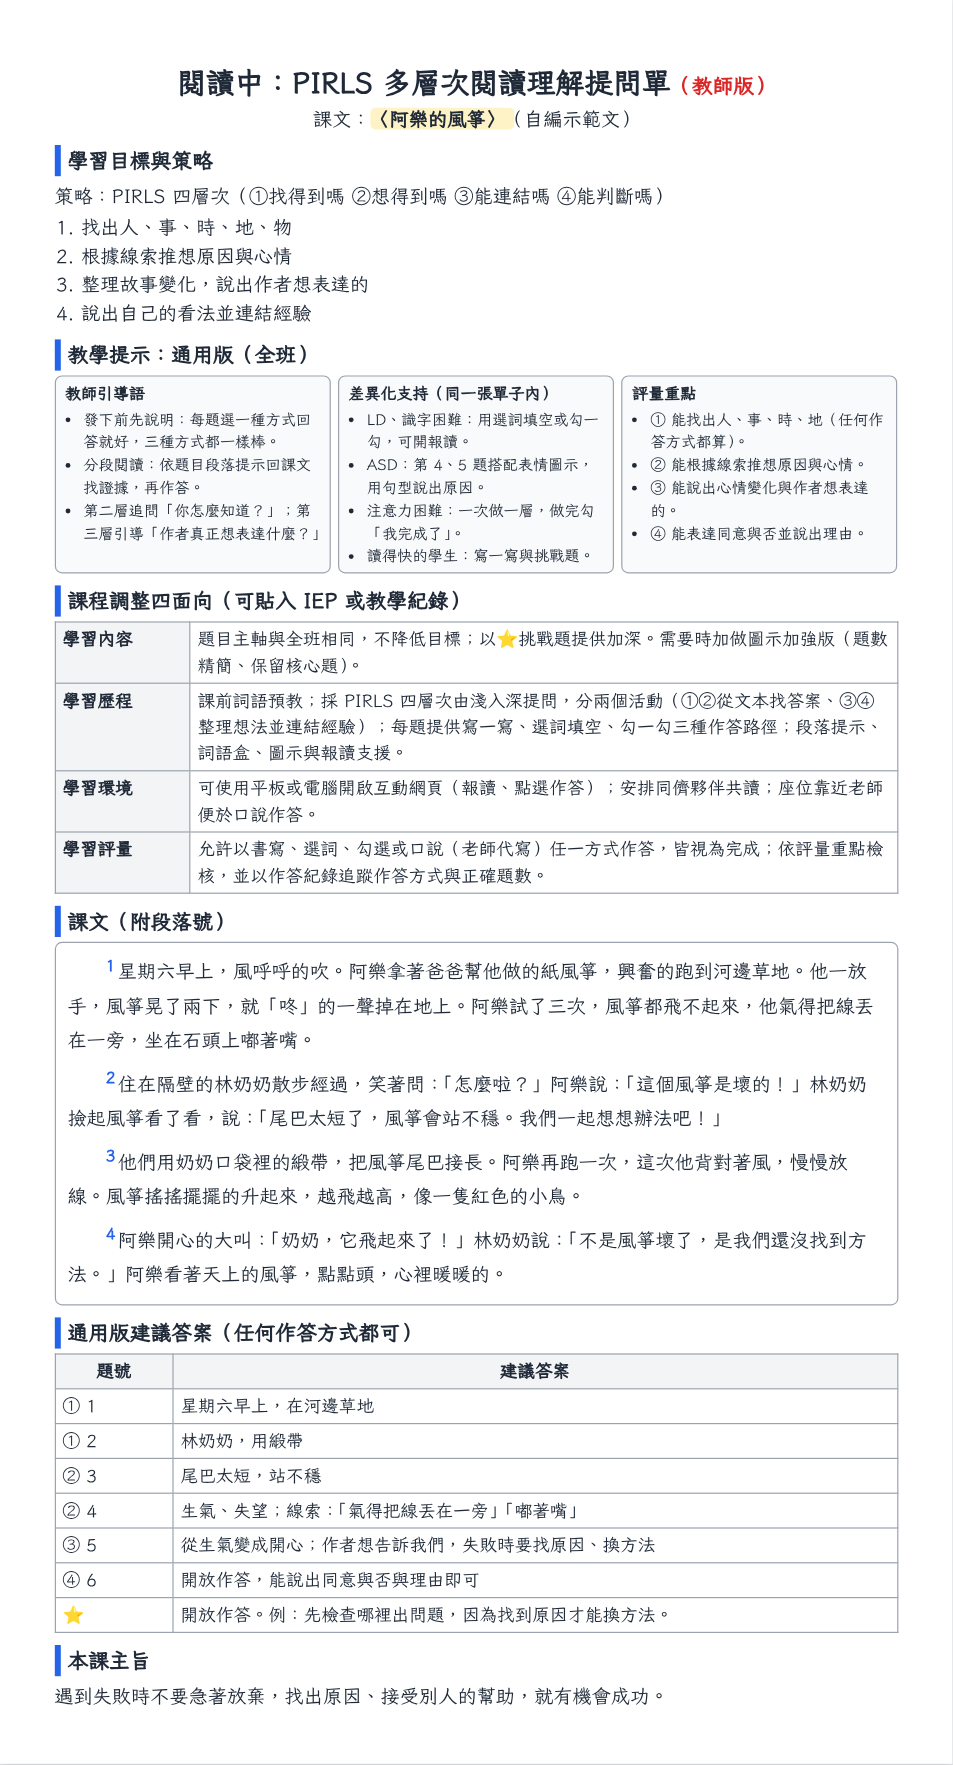 閱讀中：PIRLS 多層次閱讀理解提問單（教師版）
課文：〈阿樂的風箏〉（自編示範文）
學習目標與策略
策略：PIRLS 四層次（①找得到嗎 ②想得到嗎 ③能連結嗎 ④能判斷嗎）
1. 找出人、事、時、地、物
2. 根據線索推想原因與心情
3. 整理故事變化，說出作者想表達的
4. 說出自己的看法並連結經驗
教學提示：通用版（全班）
教師引導語
• 發下前先說明：每題選一種方式回
答就好，三種方式都一樣棒。
• 分段閱讀：依題目段落提示回課文
找證據，再作答。
• 第二層追問「你怎麼知道？」；第
三層引導「作者真正想表達什麼？」
差異化支持（同一張單子內）
• LD、識字困難：用選詞填空或勾一
勾，可開報讀。
• ASD：第 4、5 題搭配表情圖示，
用句型說出原因。
• 注意力困難：一次做一層，做完勾
「我完成了」。
• 讀得快的學生：寫一寫與挑戰題。
評量重點
• ① 能找出人、事、時、地（任何作
答方式都算）。
• ② 能根據線索推想原因與心情。
• ③ 能說出心情變化與作者想表達
的。
• ④ 能表達同意與否並說出理由。
課程調整四面向（可貼入 IEP 或教學紀錄）
學習內容
題目主軸與全班相同，不降低目標；以⭐挑戰題提供加深。需要時加做圖示加強版（題數
精簡、保留核心題）。
學習歷程
課前詞語預教；採 PIRLS 四層次由淺入深提問，分兩個活動（①②從文本找答案、③④
整理想法並連結經驗）；每題提供寫一寫、選詞填空、勾一勾三種作答路徑；段落提示、
詞語盒、圖示與報讀支援。
學習環境
可使用平板或電腦開啟互動網頁（報讀、點選作答）；安排同儕夥伴共讀；座位靠近老師
便於口說作答。
學習評量
允許以書寫、選詞、勾選或口說（老師代寫）任一方式作答，皆視為完成；依評量重點檢
核，並以作答紀錄追蹤作答方式與正確題數。
課文（附段落號）
1 星期六早上，風呼呼的吹。阿樂拿著爸爸幫他做的紙風箏，興奮的跑到河邊草地。他一放
手，風箏晃了兩下，就「咚」的一聲掉在地上。阿樂試了三次，風箏都飛不起來，他氣得把線丟
在一旁，坐在石頭上嘟著嘴。
2 住在隔壁的林奶奶散步經過，笑著問：「怎麼啦？」阿樂說：「這個風箏是壞的！」林奶奶
撿起風箏看了看，說：「尾巴太短了，風箏會站不穩。我們一起想想辦法吧！」
3 他們用奶奶口袋裡的緞帶，把風箏尾巴接長。阿樂再跑一次，這次他背對著風，慢慢放
線。風箏搖搖擺擺的升起來，越飛越高，像一隻紅色的小鳥。
4 阿樂開心的大叫：「奶奶，它飛起來了！」林奶奶說：「不是風箏壞了，是我們還沒找到方
法。」阿樂看著天上的風箏，點點頭，心裡暖暖的。
通用版建議答案（任何作答方式都可）
題號 建議答案
① 1 星期六早上，在河邊草地
① 2 林奶奶，用緞帶
② 3 尾巴太短，站不穩
② 4 生氣、失望；線索：「氣得把線丟在一旁」「嘟著嘴」
③ 5 從生氣變成開心；作者想告訴我們，失敗時要找原因、換方法
④ 6 開放作答，能說出同意與否與理由即可
⭐ 開放作答。例：先檢查哪裡出問題，因為找到原因才能換方法。
本課主旨
遇到失敗時不要急著放棄，找出原因、接受別人的幫助，就有機會成功。